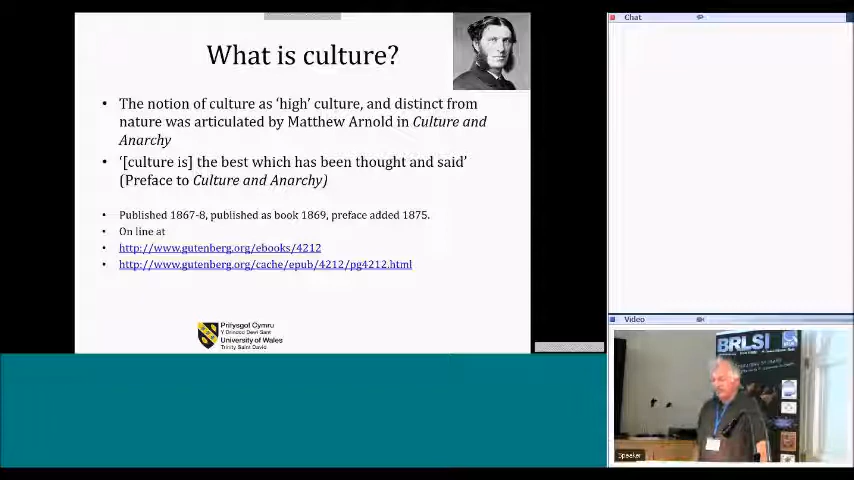 What is culture?
• The notion of culture as ‘high’ culture, and distinct from
nature was articulated by Matthew Arnold in Culture and
Anarchy
• ‘[culture is] the best which has been thought and said’
(Preface to Culture and Anarchy)
• Published 1867-8, published as book 1869, preface added 1875.
• On line at
• http://www.gutenberg.org/ebooks/4212
• http://www.gutenberg.org/cache/epub/4212/pg4212.html
Prifysgol Cymru
Y Drindod Dewi Sant
University of Wales
Trinity Saint David
Chat
Video
BRLSI
Speaker